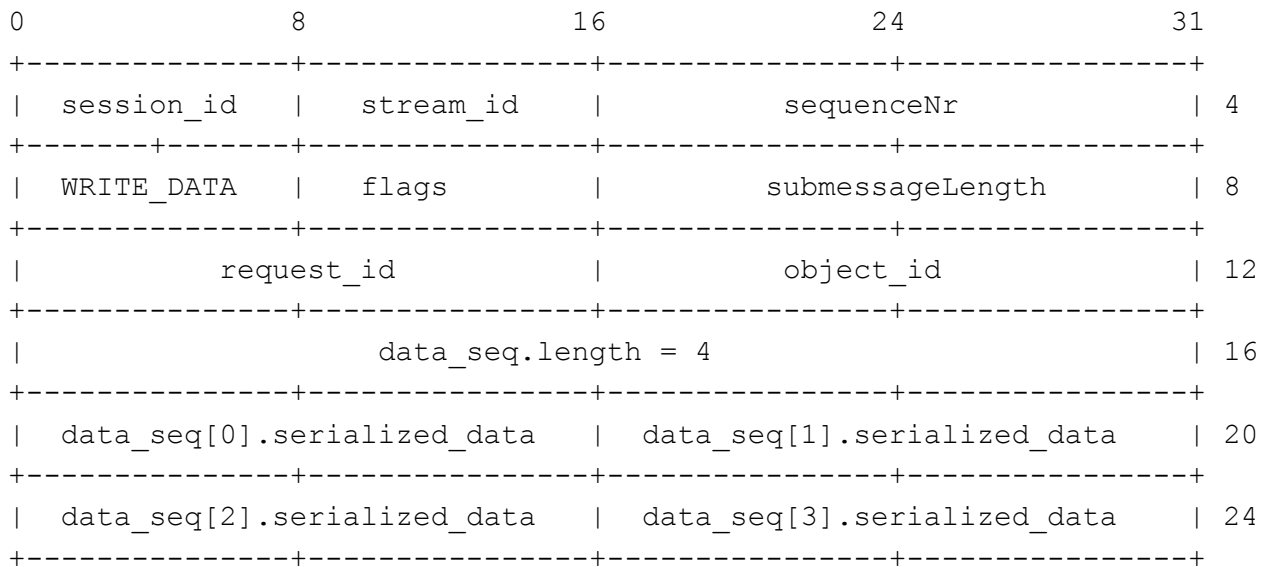 0 8 16 24 31
+---------------+---------------+---------------+---------------+
| session_id | stream_id | sequenceNr | 4
+-------+-------+---------------+---------------+---------------+
| WRITE_DATA | flags | submessageLength | 8
+---------------+---------------+---------------+---------------+
| request_id | object_id | 12
+---------------+---------------+---------------+---------------+
| data_seq.length = 4 | 16
+---------------+---------------+---------------+---------------+
| data_seq[0].serialized_data | data_seq[1].serialized_data | 20
+---------------+---------------+---------------+---------------+
| data_seq[2].serialized_data | data_seq[3].serialized_data | 24
+---------------+---------------+---------------+---------------+